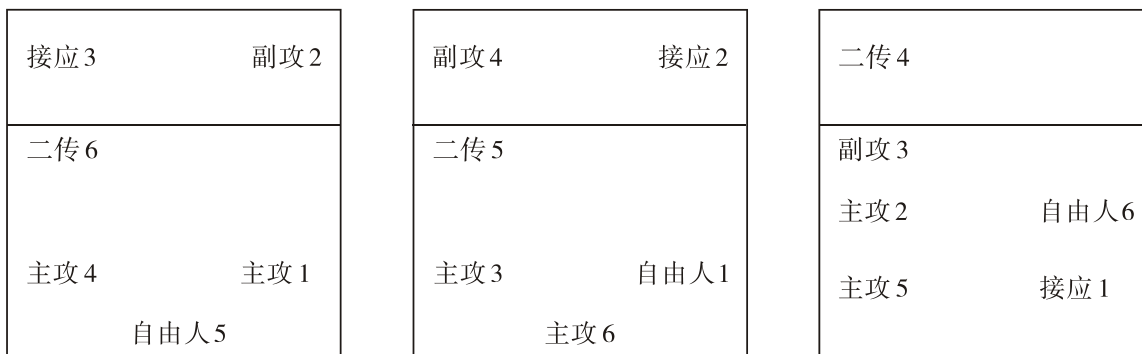 接应3 副攻2
二传6
主攻4 主攻1
自由人5
副攻4 接应2
二传5
主攻3 自由人1
主攻6
二传4
副攻3
主攻2 自由人6
主攻5 接应1